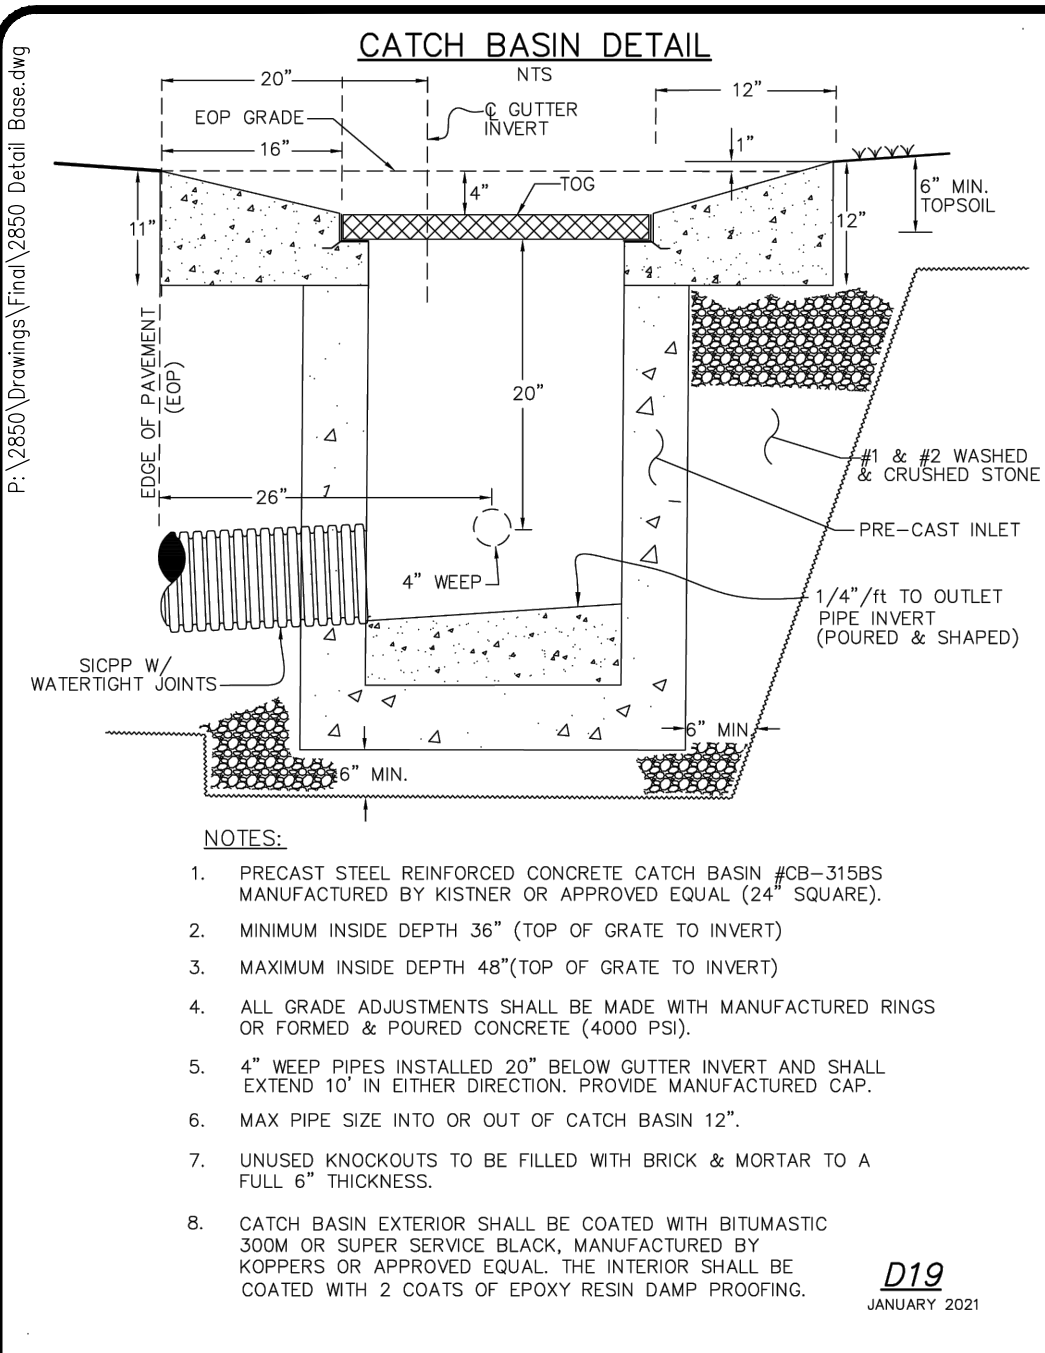 CATCH BASIN DETAIL
NTS
P:\2850\Drawings\Final\2850 Detail Base.dwg
20"
12"
EOP GRADE
℄ GUTTER
INVERT
16"
1"
4"
TOG
6" MIN.
TOPSOIL
11"
12"
EDGE OF PAVEMENT
(EOP)
20"
#1 & #2 WASHED
& CRUSHED STONE
26"
PRE-CAST INLET
4" WEEP
1/4"/ft TO OUTLET
PIPE INVERT
(POURED & SHAPED)
SICPP W/
WATERTIGHT JOINTS
6" MIN.
6" MIN.
NOTES:
1. PRECAST STEEL REINFORCED CONCRETE CATCH BASIN #CB-315BS
MANUFACTURED BY KISTNER OR APPROVED EQUAL (24" SQUARE).
2. MINIMUM INSIDE DEPTH 36" (TOP OF GRATE TO INVERT)
3. MAXIMUM INSIDE DEPTH 48"(TOP OF GRATE TO INVERT)
4. ALL GRADE ADJUSTMENTS SHALL BE MADE WITH MANUFACTURED RINGS
OR FORMED & POURED CONCRETE (4000 PSI).
5. 4" WEEP PIPES INSTALLED 20" BELOW GUTTER INVERT AND SHALL
EXTEND 10' IN EITHER DIRECTION. PROVIDE MANUFACTURED CAP.
6. MAX PIPE SIZE INTO OR OUT OF CATCH BASIN 12".
7. UNUSED KNOCKOUTS TO BE FILLED WITH BRICK & MORTAR TO A
FULL 6" THICKNESS.
8. CATCH BASIN EXTERIOR SHALL BE COATED WITH BITUMASTIC
300M OR SUPER SERVICE BLACK, MANUFACTURED BY
KOPPERS OR APPROVED EQUAL. THE INTERIOR SHALL BE
COATED WITH 2 COATS OF EPOXY RESIN DAMP PROOFING.
D19
JANUARY 2021